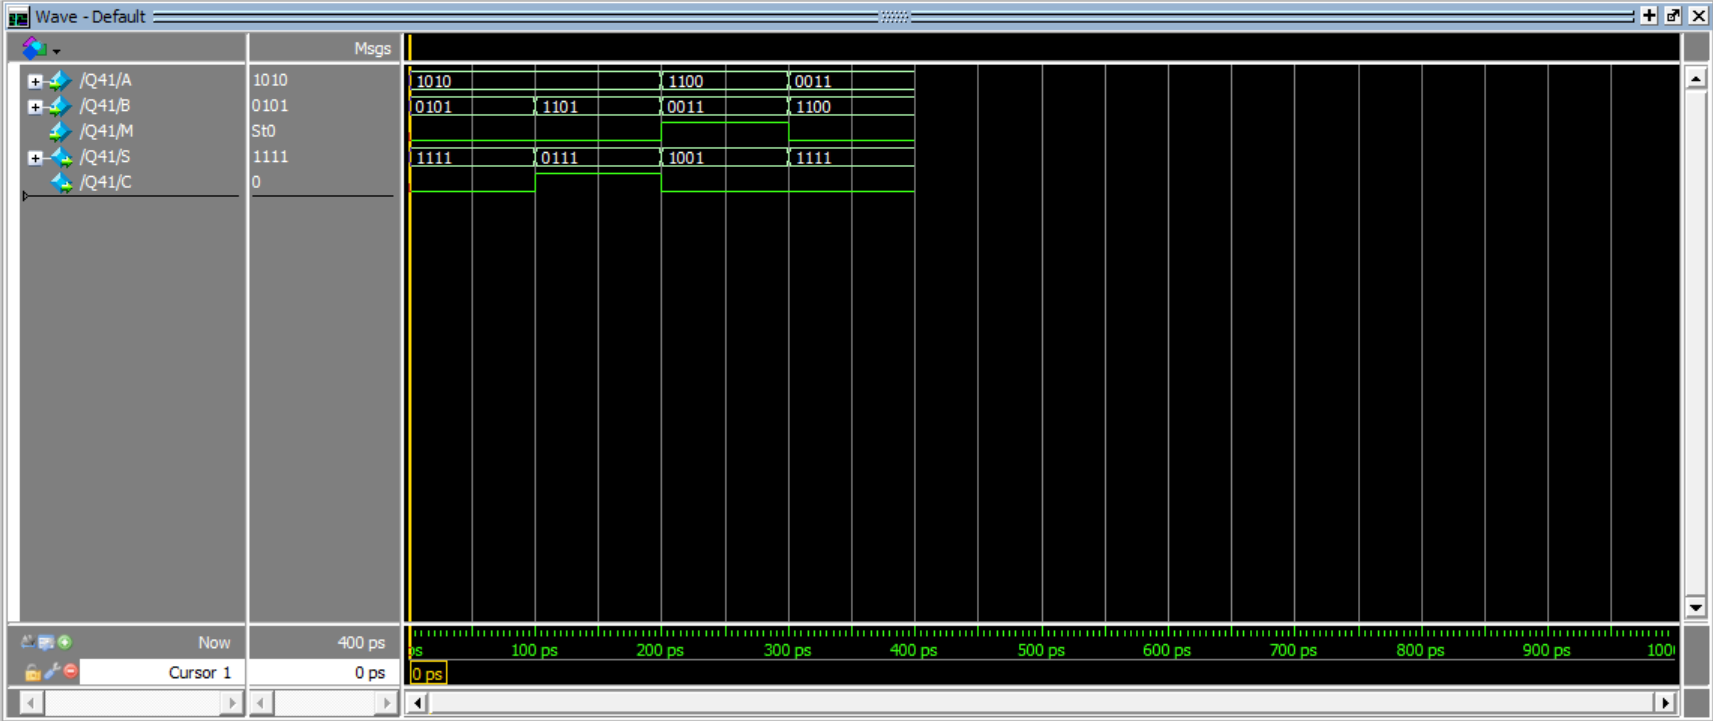 Wave - Default
Msgs
/Q41/A 1010 1010 1100 0011
/Q41/B 0101 0101 1101 0011 1100
/Q41/M St0
/Q41/S 1111 1111 0111 1001 1111
/Q41/C 0
Now 400 ps ps 100 ps 200 ps 300 ps 400 ps 500 ps 600 ps 700 ps 800 ps 900 ps 100
Cursor 1 0 ps 0 ps